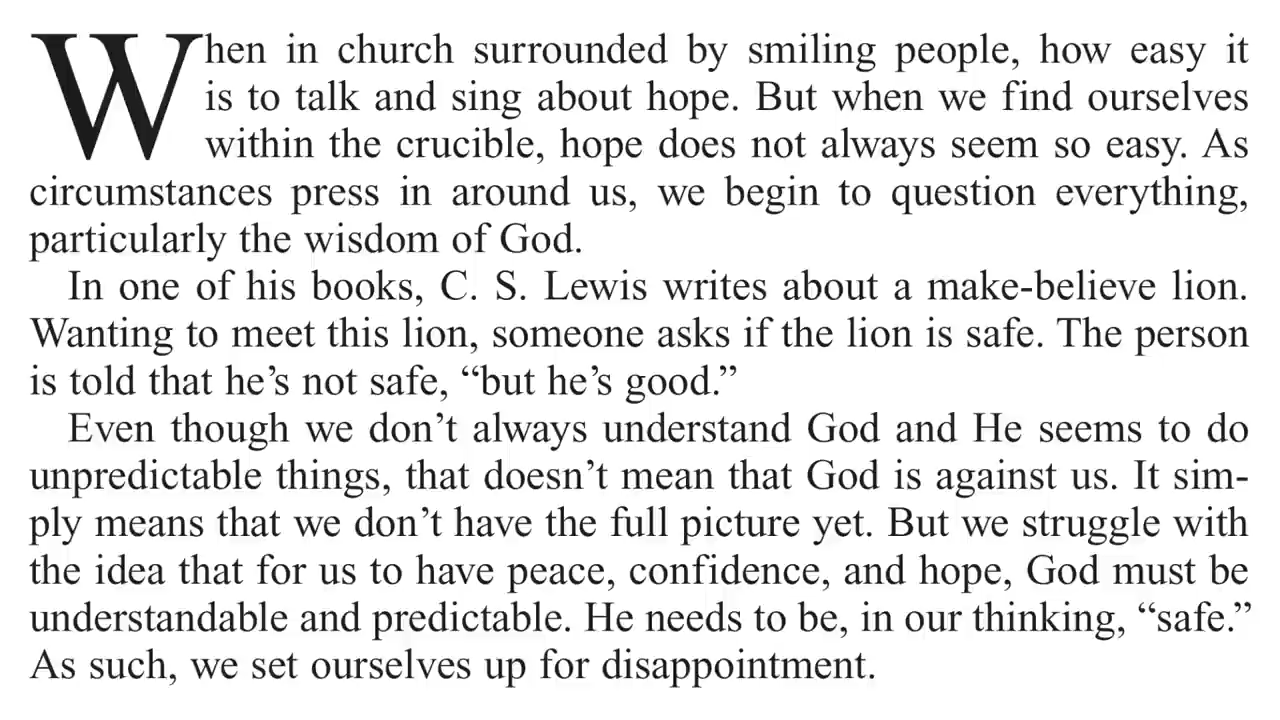 When in church surrounded by smiling people, how easy it
is to talk and sing about hope. But when we find ourselves
within the crucible, hope does not always seem so easy. As
circumstances press in around us, we begin to question everything,
particularly the wisdom of God.
In one of his books, C. S. Lewis writes about a make-believe lion.
Wanting to meet this lion, someone asks if the lion is safe. The person
is told that he’s not safe, “but he’s good.”
Even though we don’t always understand God and He seems to do
unpredictable things, that doesn’t mean that God is against us. It sim-
ply means that we don’t have the full picture yet. But we struggle with
the idea that for us to have peace, confidence, and hope, God must be
understandable and predictable. He needs to be, in our thinking, “safe.”
As such, we set ourselves up for disappointment.